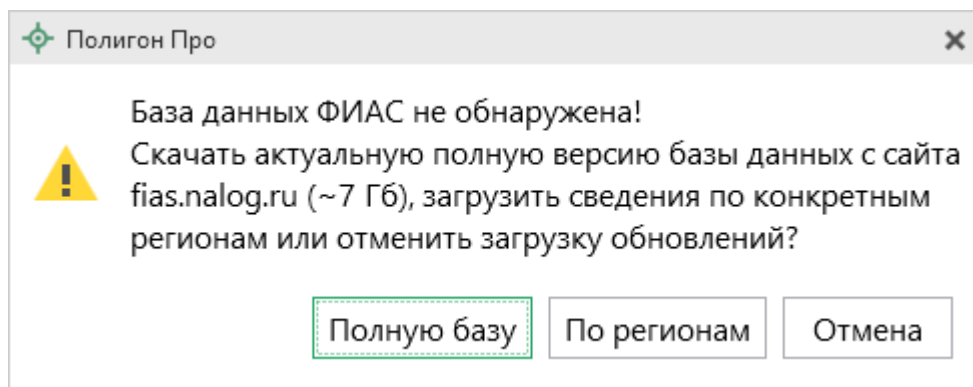 Полигон Про
База данных ФИАС не обнаружена!
Скачать актуальную полную версию базы данных с сайта
fias.nalog.ru (~7 Гб), загрузить сведения по конкретным
регионам или отменить загрузку обновлений?
Полную базу По регионам Отмена